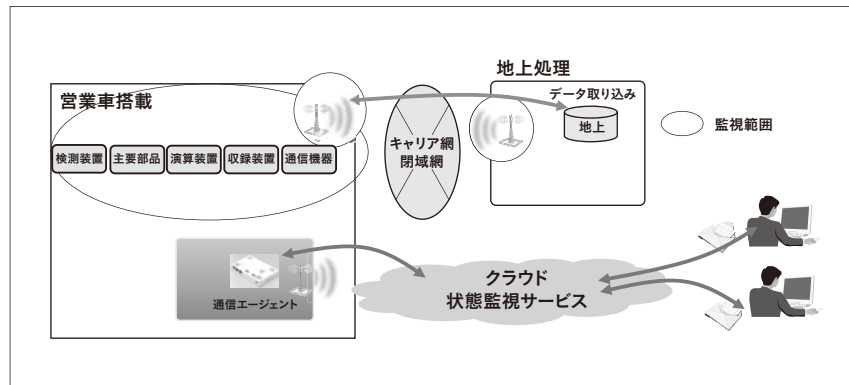 営業車搭載
検測装置
主要部品
演算装置
収録装置
通信機器
通信エージェント
キャリア網
閉域網
地上処理
データ取り込み
地上
監視範囲
クラウド
状態監視サービス